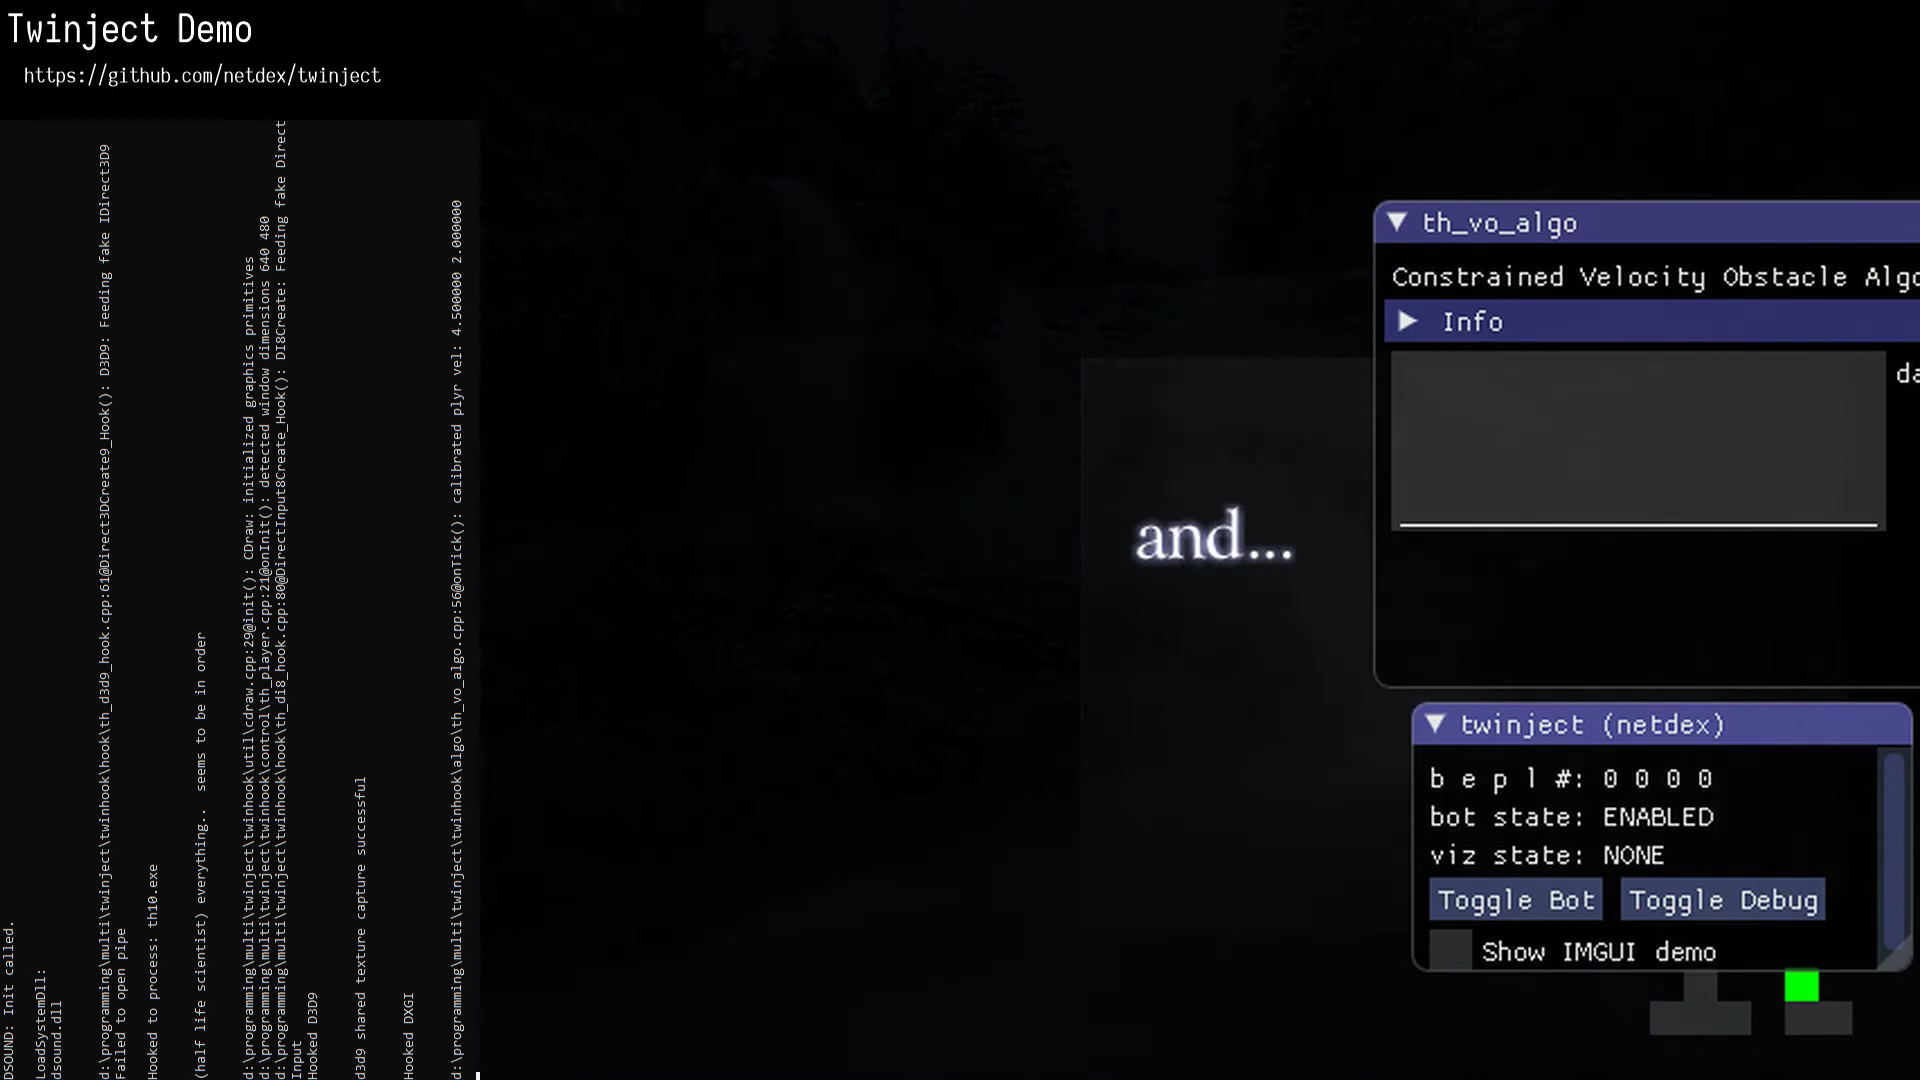 Twinject Demo
https://github.com/netdex/twinject
DSOUND: Init called.
LoadSystemDll:
dsound.dll
d:\programming\multi\twinject\twinhook\hook\th_d3d9_hook.cpp:61@Direct3DCreate9_Hook(): D3D9: Feeding fake IDirect3D9
Failed to open pipe
Hooked to process: th10.exe
(half life scientist) everything..  seems to be in order
d:\programming\multi\twinject\twinhook\util\cdraw.cpp:29@init(): CDraw: initialized graphics primitives
d:\programming\multi\twinject\twinhook\control\th_player.cpp:21@onInit(): detected window dimensions 640 480
d:\programming\multi\twinject\twinhook\hook\th_di8_hook.cpp:80@DirectInput8Create_Hook(): DI8Create: Feeding fake Direct
Input
Hooked D3D9
d3d9 shared texture capture successful
Hooked DXGI
d:\programming\multi\twinject\twinhook\algo\th_vo_algo.cpp:56@onTick(): calibrated plyr vel: 4.500000 2.000000
and...
th_vo_algo
Constrained Velocity Obstacle Algo
Info
da
twinject (netdex)
b e p l #: 0 0 0 0
bot state: ENABLED
viz state: NONE
Toggle Bot Toggle Debug
Show IMGUI demo